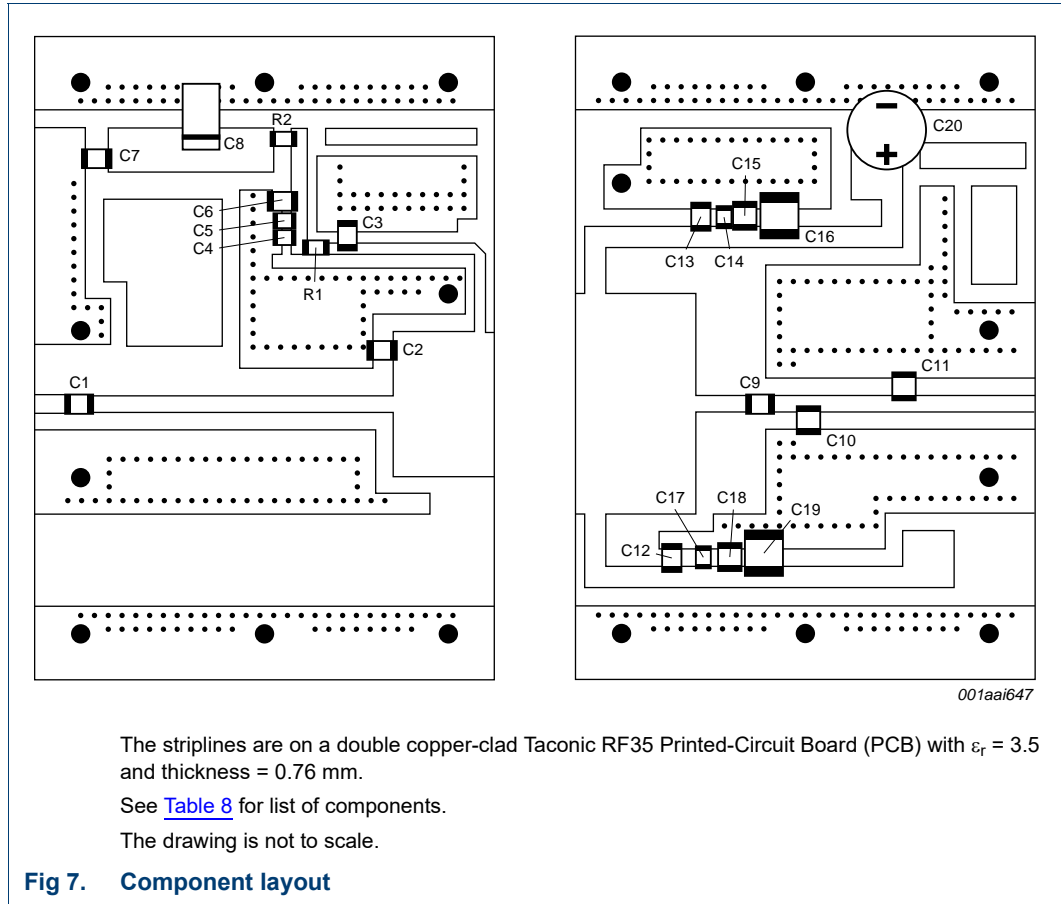 R2
C8
C7
C6
C5
C4
C3
R1
C2
C1
−
+
C20
C15
C13
C14
C16
C11
C9
C10
C17
C18
C19
C12
001aai647
The striplines are on a double copper-clad Taconic RF35 Printed-Circuit Board (PCB) with εr = 3.5
and thickness = 0.76 mm.
See Table 8 for list of components.
The drawing is not to scale.
Fig 7. Component layout